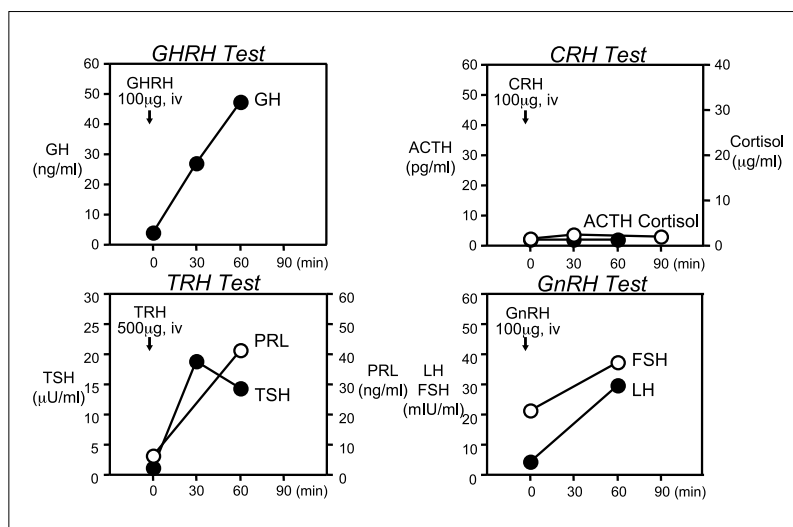 GHRH Test
GHRH
100μg, iv
GH
GH
(ng/ml)
60
50
40
30
20
10
0
0 30 60 90 (min)
CRH Test
CRH
100μg, iv
ACTH
(pg/ml)
60
50
40
30
20
10
0
40
30
20
10
0
Cortisol
(μg/ml)
ACTH Cortisol
0 30 60 90 (min)
TRH Test
TRH
500μg, iv
PRL
TSH
TSH
(μU/ml)
30
25
20
15
10
5
0
60
50
40
30
20
10
0
PRL
(ng/ml)
0 30 60 90 (min)
GnRH Test
GnRH
100μg, iv
FSH
LH
LH
FSH
(mIU/ml)
60
50
40
30
20
10
0
0 30 60 90 (min)